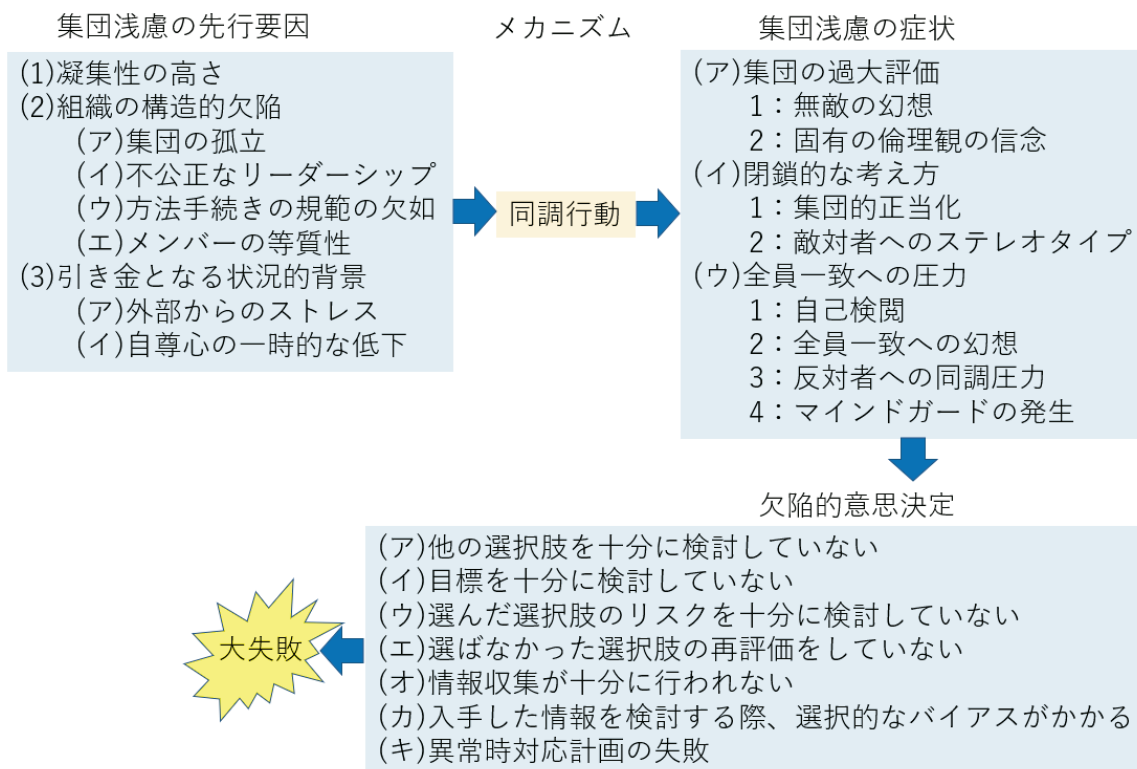 集団浅慮の先行要因
(1)凝集性の高さ
(2)組織の構造的欠陥
(ア)集団の孤立
(イ)不公正なリーダーシップ
(ウ)方法手続きの規範の欠如
(エ)メンバーの等質性
(3)引き金となる状況的背景
(ア)外部からのストレス
(イ)自尊心の一時的な低下
メカニズム
同調行動
集団浅慮の症状
(ア)集団の過大評価
1：無敵の幻想
2：固有の倫理観の信念
(イ)閉鎖的な考え方
1：集団的正当化
2：敵対者へのステレオタイプ
(ウ)全員一致への圧力
1：自己検閲
2：全員一致への幻想
3：反対者への同調圧力
4：マインドガードの発生
欠陥的意思決定
(ア)他の選択肢を十分に検討していない
(イ)目標を十分に検討していない
(ウ)選んだ選択肢のリスクを十分に検討していない
(エ)選ばなかった選択肢の再評価をしていない
(オ)情報収集が十分に行われない
(カ)入手した情報を検討する際、選択的なバイアスがかかる
(キ)異常時対応計画の失敗
大失敗